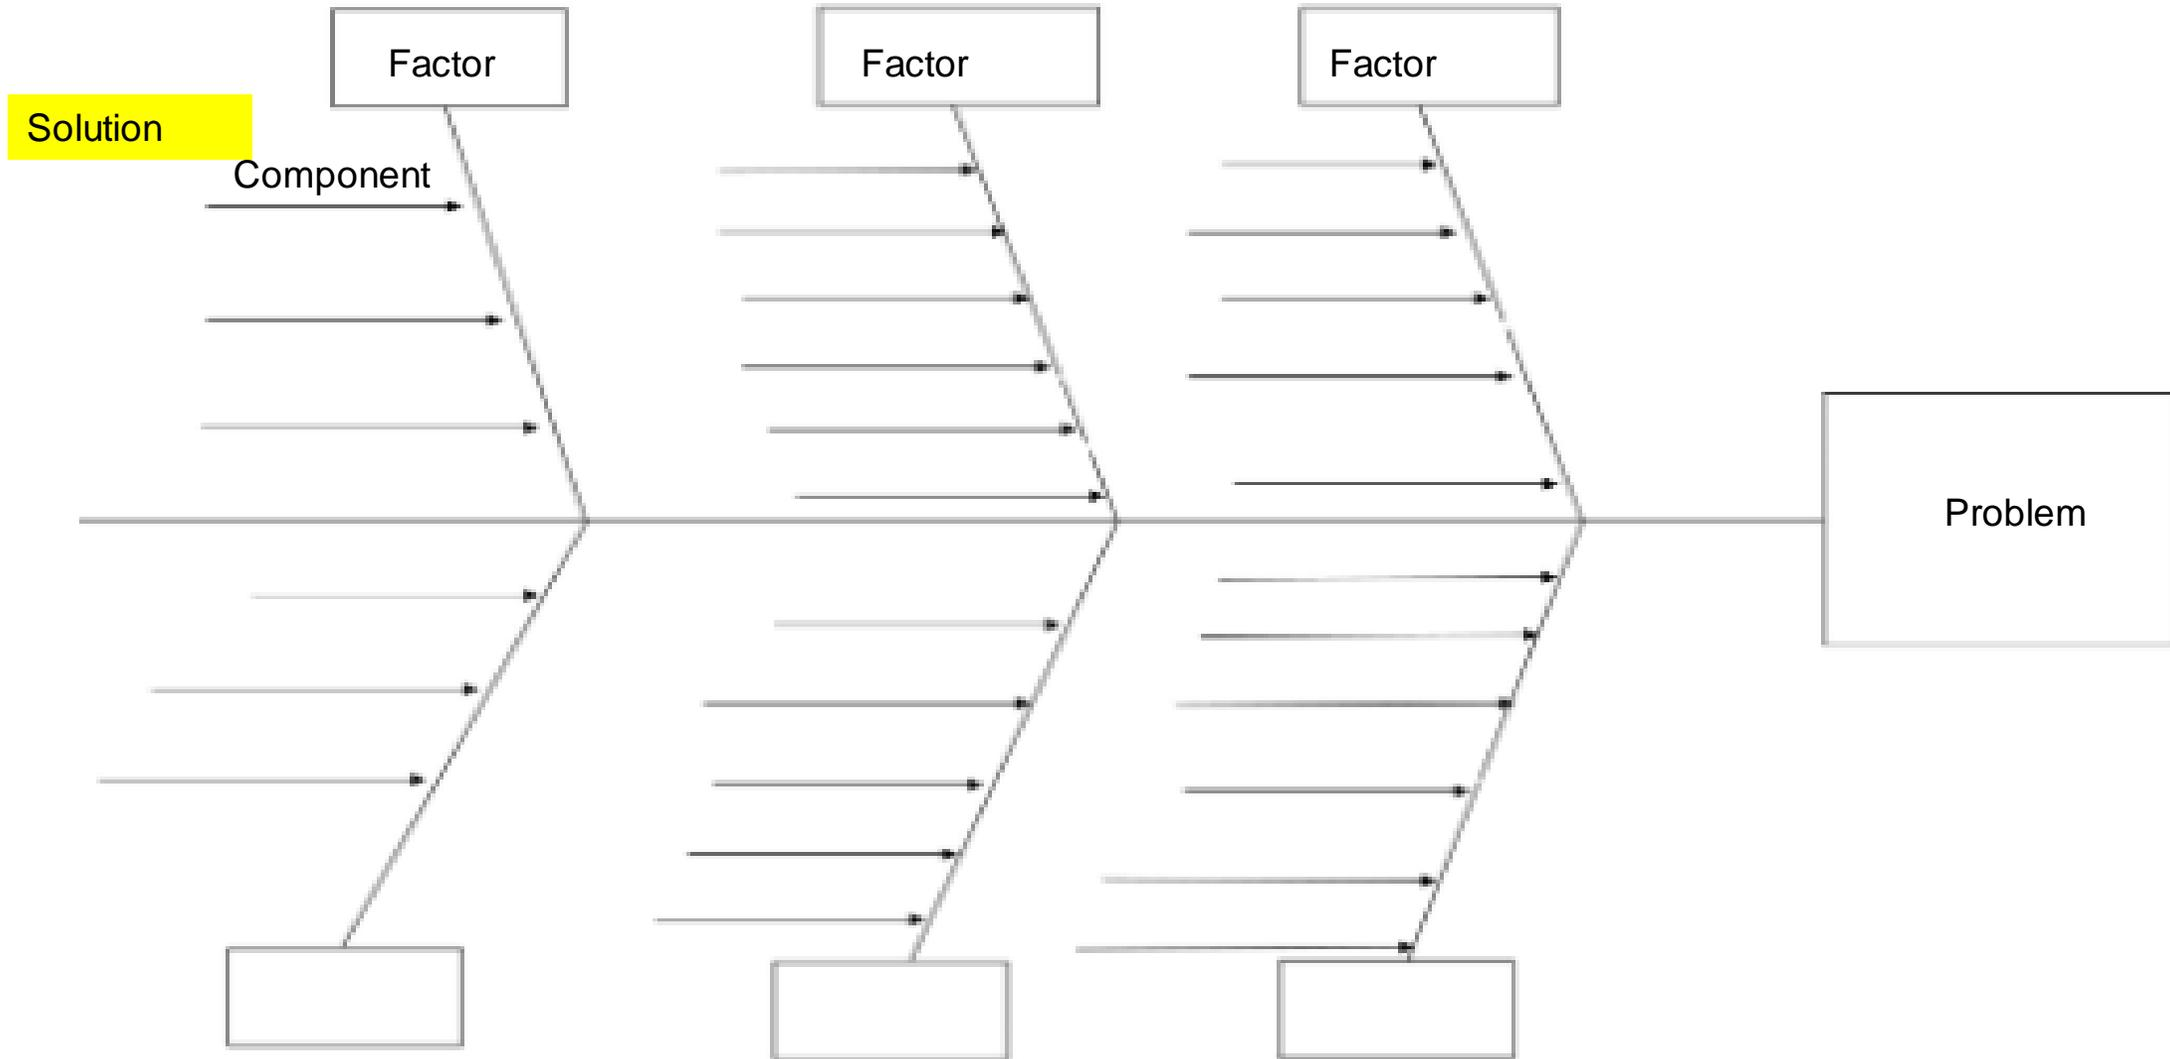 Factor
Factor
Factor
Solution
Component
Problem